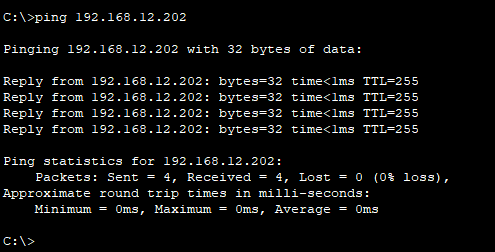 C:\>ping 192.168.12.202
Pinging 192.168.12.202 with 32 bytes of data:
Reply from 192.168.12.202: bytes=32 time<1ms TTL=255
Reply from 192.168.12.202: bytes=32 time<1ms TTL=255
Reply from 192.168.12.202: bytes=32 time<1ms TTL=255
Reply from 192.168.12.202: bytes=32 time<1ms TTL=255
Ping statistics for 192.168.12.202:
    Packets: Sent = 4, Received = 4, Lost = 0 (0% loss),
Approximate round trip times in milli-seconds:
    Minimum = 0ms, Maximum = 0ms, Average = 0ms
C:\>